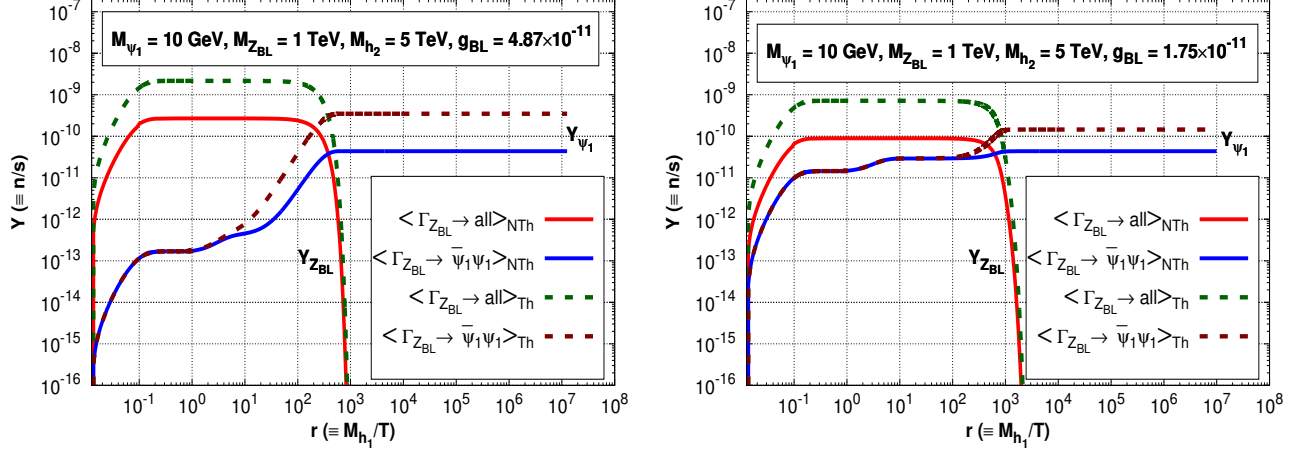 M_ψ1 = 10 GeV, M_ZBL = 1 TeV, M_h2 = 5 TeV, g_BL = 4.87×10^-11
Y (≡ n/s)
10^-7
10^-8
10^-9
10^-10
10^-11
10^-12
10^-13
10^-14
10^-15
10^-16
Y_ψ1
Y_ZBL
< Γ_ZBL → all>_NTh
< Γ_ZBL → ψ̅1ψ1>_NTh
< Γ_ZBL → all>_Th
< Γ_ZBL → ψ̅1ψ1>_Th
10^-1 10^0 10^1 10^2 10^3 10^4 10^5 10^6 10^7 10^8
r (≡ M_h1/T)
M_ψ1 = 10 GeV, M_ZBL = 1 TeV, M_h2 = 5 TeV, g_BL = 1.75×10^-11
Y (≡ n/s)
10^-7
10^-8
10^-9
10^-10
10^-11
10^-12
10^-13
10^-14
10^-15
10^-16
Y_ψ1
Y_ZBL
< Γ_ZBL → all>_NTh
< Γ_ZBL → ψ̅1ψ1>_NTh
< Γ_ZBL → all>_Th
< Γ_ZBL → ψ̅1ψ1>_Th
10^-1 10^0 10^1 10^2 10^3 10^4 10^5 10^6 10^7 10^8
r (≡ M_h1/T)